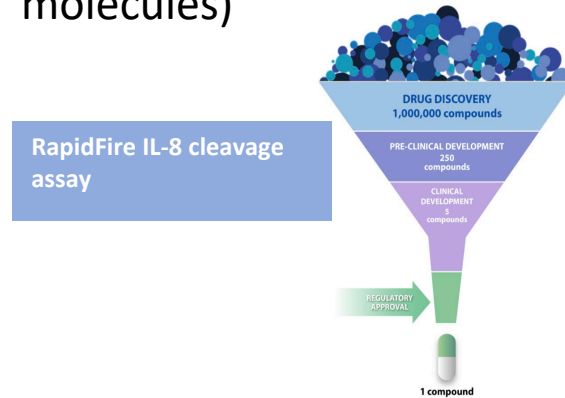 molecules)
RapidFire IL-8 cleavage
assay
DRUG DISCOVERY
1,000,000 compounds
PRE-CLINICAL DEVELOPMENT
250
compounds
CLINICAL
DEVELOPMENT
5
compounds
REGULATORY
APPROVAL
1 compound